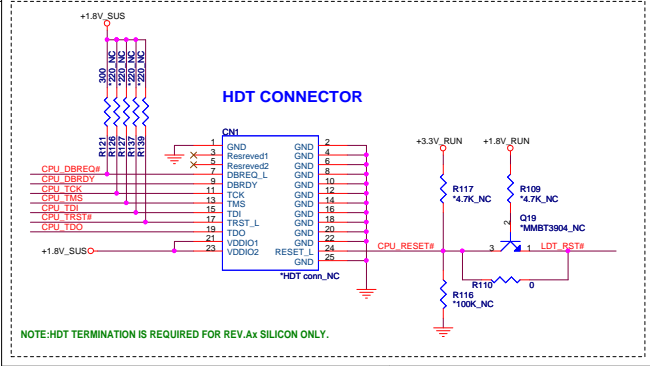 +1.8V_SUS
300
*220_NC
*220_NC
*220_NC
*220_NC
R121
R126
R127
R137
R139
HDT CONNECTOR
CN1
1 GND GND 2
3 Resreved1 GND 4
5 Resreved2 GND 6
CPU_DBREQ# 7 DBREQ_L GND 8
CPU_DBRDY 9 DBRDY GND 10
CPU_TCK 11 TCK GND 12
CPU_TMS 13 TMS GND 14
CPU_TDI 15 TDI GND 16
CPU_TRST# 17 TRST_L GND 18
CPU_TDO 19 TDO GND 20
21 VDDIO1 GND 22
+1.8V_SUS 23 VDDIO2 RESET_L 24 CPU_RESET#
GND 25
*HDT conn_NC
+3.3V_RUN
+1.8V_RUN
R117
*4.7K_NC
R109
*4.7K_NC
Q19
*MMBT3904_NC
2
3 1 LDT_RST#
R110 0
R116
*100K_NC
NOTE:HDT TERMINATION IS REQUIRED FOR REV.Ax SILICON ONLY.